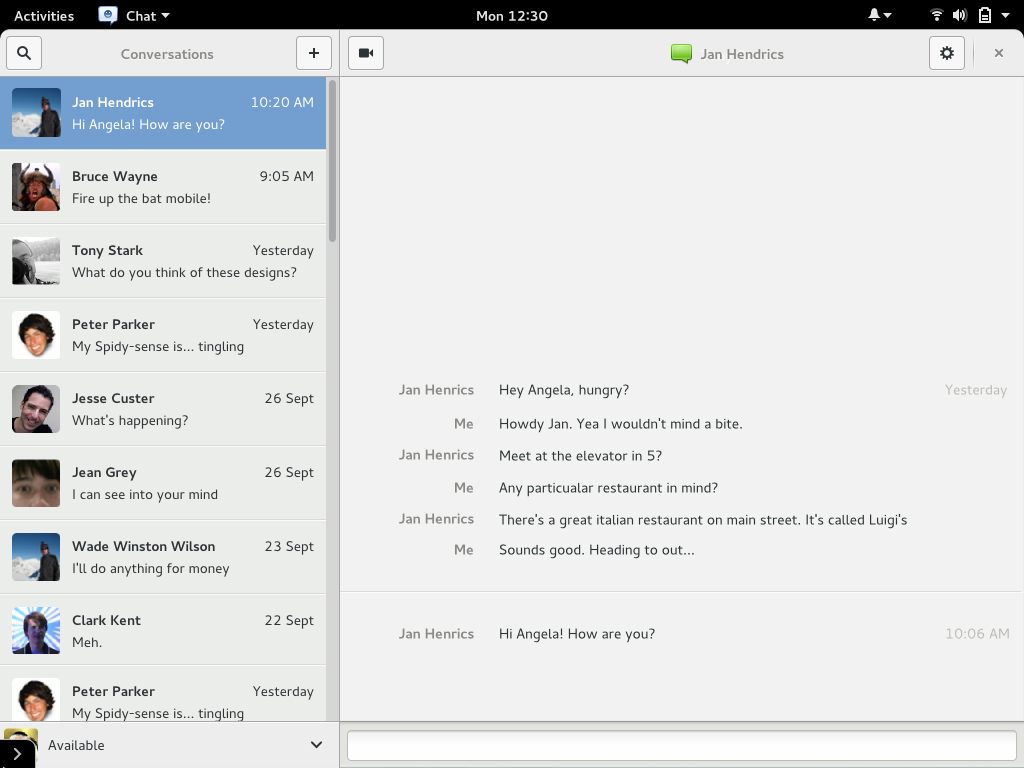 Activities Chat Mon 12:30
Conversations
Jan Hendrics 10:20 AM
Hi Angela! How are you?
Bruce Wayne 9:05 AM
Fire up the bat mobile!
Tony Stark Yesterday
What do you think of these designs?
Peter Parker Yesterday
My Spidy-sense is... tingling
Jesse Custer 26 Sept
What's happening?
Jean Grey 26 Sept
I can see into your mind
Wade Winston Wilson 23 Sept
I'll do anything for money
Clark Kent 22 Sept
Meh.
Peter Parker Yesterday
My Spidy-sense is... tingling
Available
Jan Hendrics
Jan Henrics Hey Angela, hungry? Yesterday
Me Howdy Jan. Yea I wouldn't mind a bite.
Jan Henrics Meet at the elevator in 5?
Me Any particualar restaurant in mind?
Jan Henrics There's a great italian restaurant on main street. It's called Luigi's
Me Sounds good. Heading to out...
Jan Henrics Hi Angela! How are you? 10:06 AM